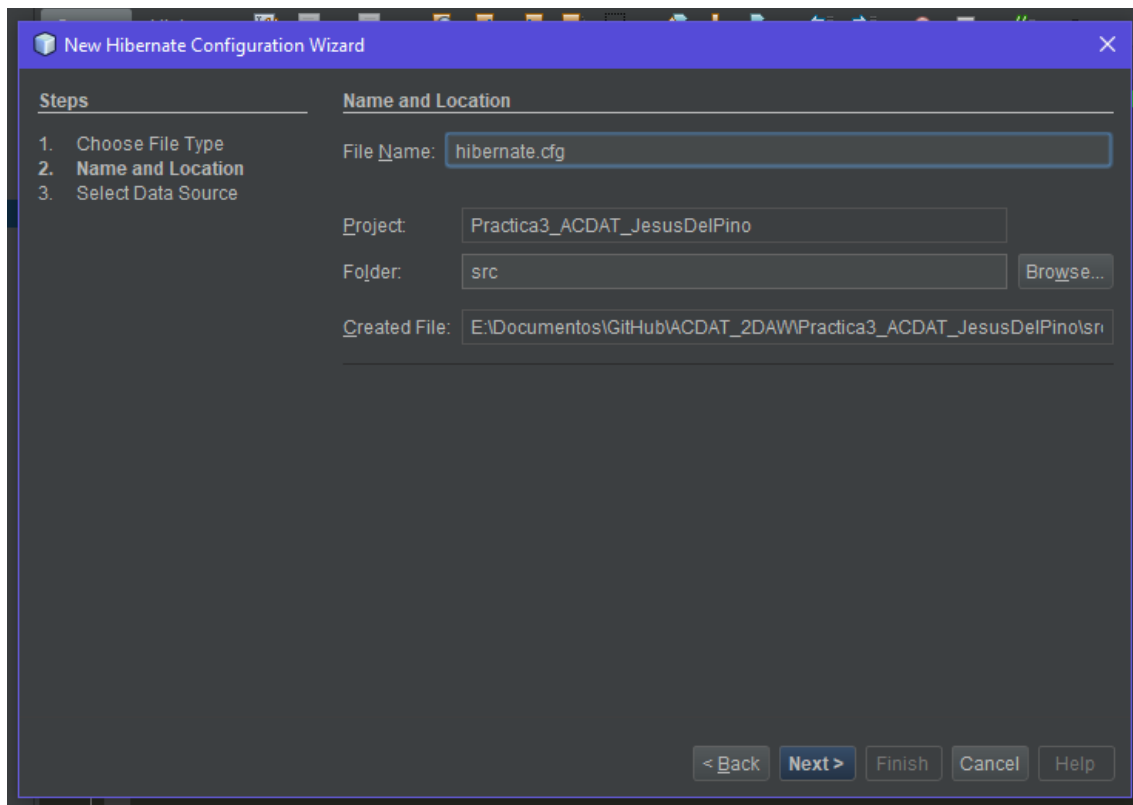 New Hibernate Configuration Wizard
Steps
1. Choose File Type
2. Name and Location
3. Select Data Source
Name and Location
File Name: hibernate.cfg
Project: Practica3_ACDAT_JesusDelPino
Folder: src Browse...
Created File: E:\Documentos\GitHub\ACDAT_2DAW\Practica3_ACDAT_JesusDelPino\src
< Back Next > Finish Cancel Help